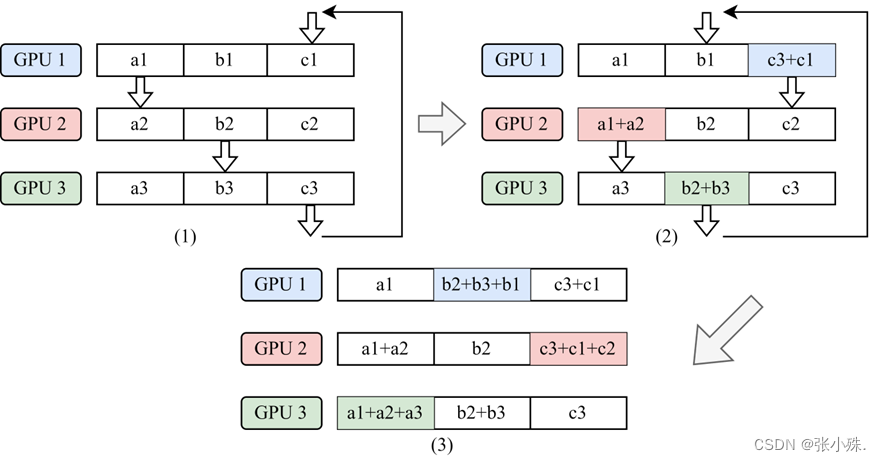 GPU 1 a1 b1 c1
GPU 2 a2 b2 c2
GPU 3 a3 b3 c3
(1)
GPU 1 a1 b1 c3+c1
GPU 2 a1+a2 b2 c2
GPU 3 a3 b2+b3 c3
(2)
GPU 1 a1 b2+b3+b1 c3+c1
GPU 2 a1+a2 b2 c3+c1+c2
GPU 3 a1+a2+a3 b2+b3 c3
(3)
CSDN @张小殊.